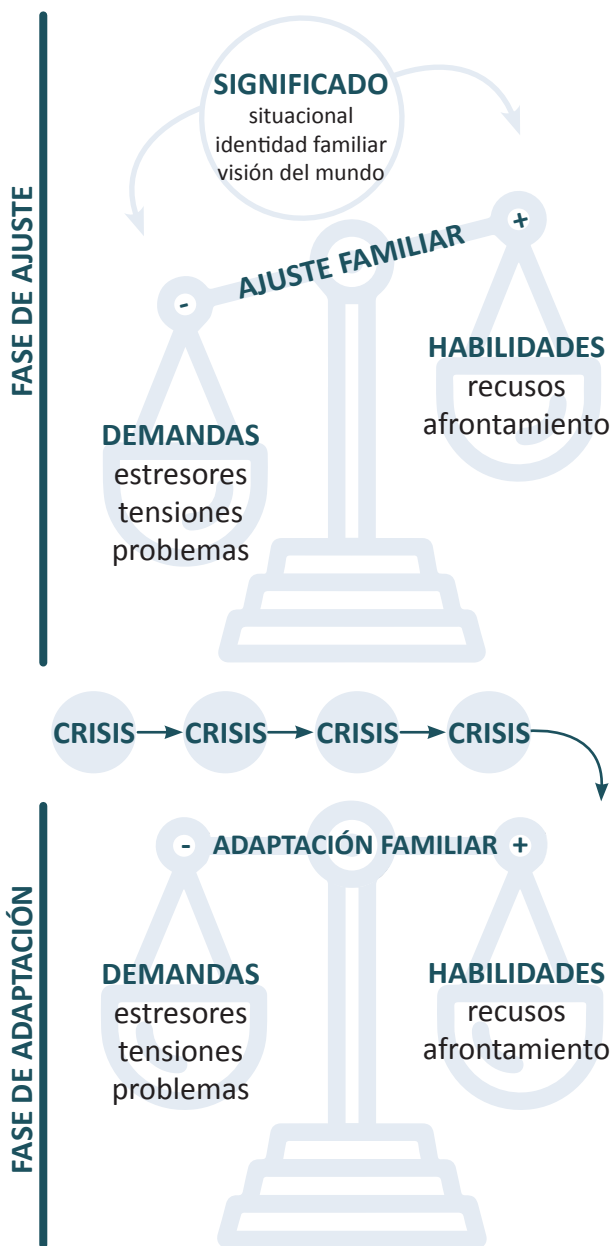 FASE DE AJUSTE
SIGNIFICADO
situacional
identidad familiar
visión del mundo
- AJUSTE FAMILIAR +
DEMANDAS
estresores
tensiones
problemas
HABILIDADES
recusos
afrontamiento
CRISIS CRISIS CRISIS CRISIS
FASE DE ADAPTACIÓN
- ADAPTACIÓN FAMILIAR +
DEMANDAS
estresores
tensiones
problemas
HABILIDADES
recusos
afrontamiento